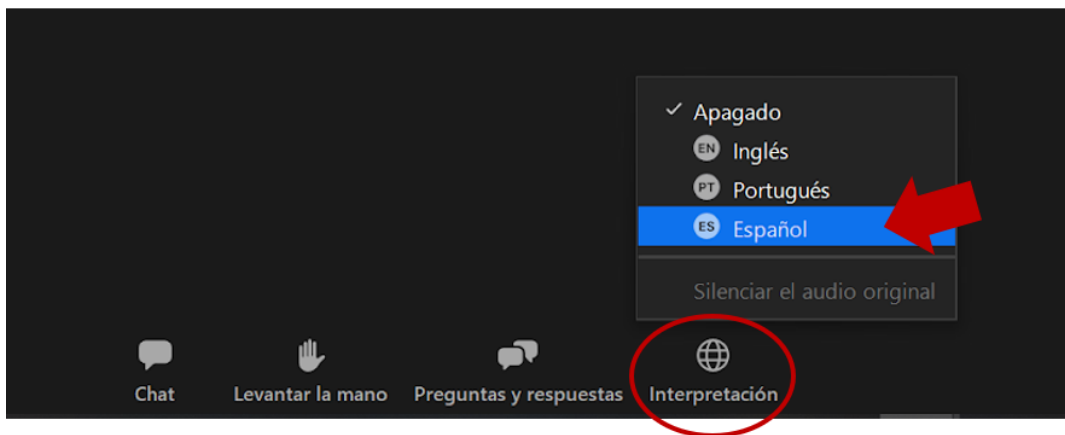 Apagado
EN Inglés
PT Portugués
ES Español
Silenciar el audio original
Chat Levantar la mano Preguntas y respuestas Interpretación